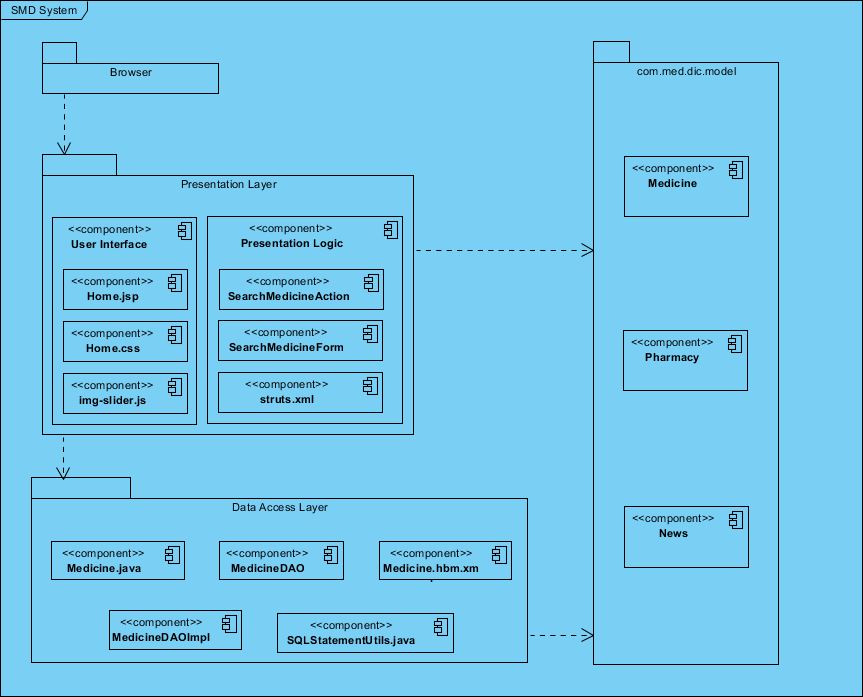 SMD System
Browser
com.med.dic.model
Presentation Layer
<<component>>
User Interface
<<component>>
Home.jsp
<<component>>
Home.css
<<component>>
img-slider.js
<<component>>
Presentation Logic
<<component>>
SearchMedicineAction
<<component>>
SearchMedicineForm
<<component>>
struts.xml
<<component>>
Medicine
<<component>>
Pharmacy
<<component>>
News
Data Access Layer
<<component>>
Medicine.java
<<component>>
MedicineDAO
<<component>>
Medicine.hbm.xm
<<component>>
MedicineDAOImpl
<<component>>
SQLStatementUtils.java